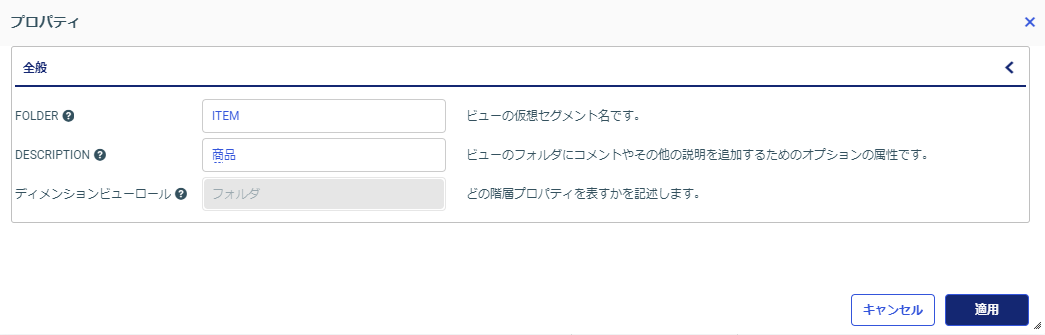 プロパティ
×
全般
FOLDER ? ITEM ビューの仮想セグメント名です。
DESCRIPTION ? 商品 ビューのフォルダにコメントやその他の説明を追加するためのオプションの属性です。
ディメンションビューロール ? フォルダ どの階層プロパティを表すかを記述します。
キャンセル 適用